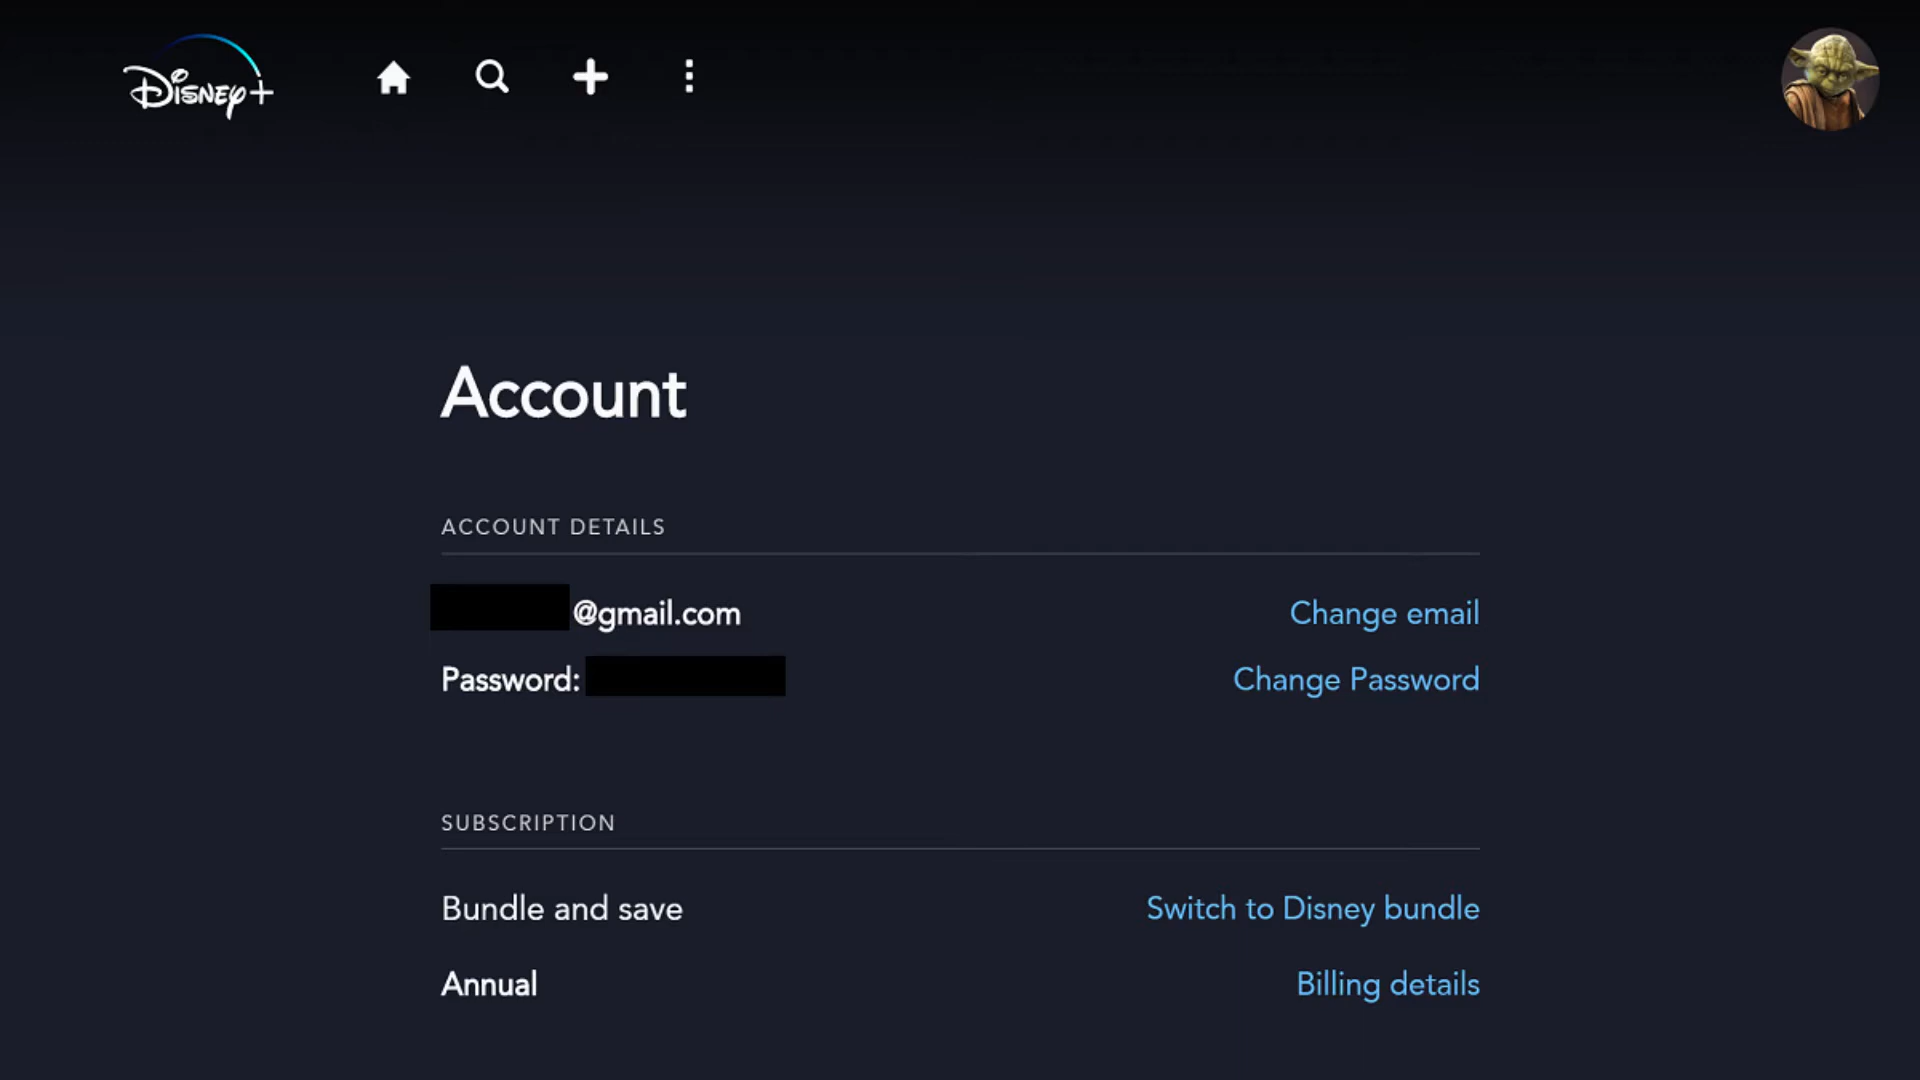 Disney+
Account
ACCOUNT DETAILS
@gmail.com Change email
Password: Change Password
SUBSCRIPTION
Bundle and save Switch to Disney bundle
Annual Billing details